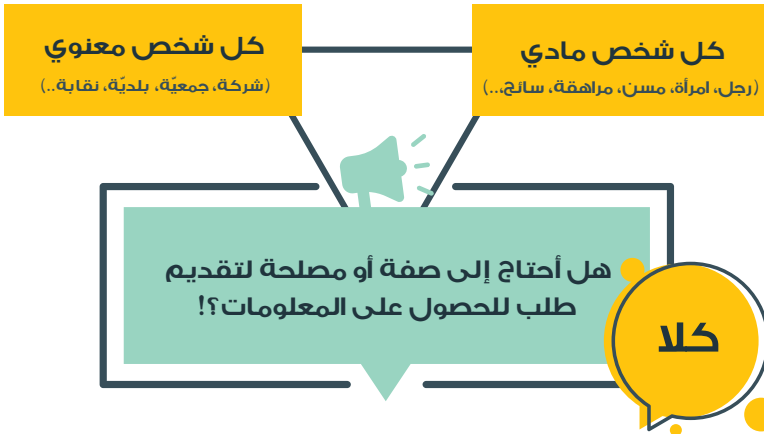 كل شخص مادي
(رجل، امرأة، مسن، مراهقة، سائح،..)
كل شخص معنوي
(شركة، جمعيّة، بلديّة، نقابة..)
هل أحتاج إلى صفة أو مصلحة لتقديم
طلب للحصول على المعلومات؟!
كلا